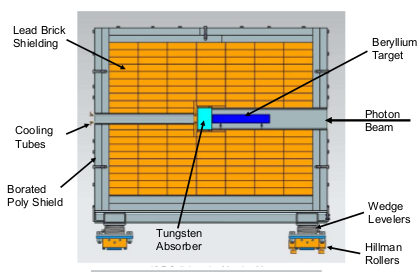 Lead Brick
Shielding
Beryllium
Target
Photon
Beam
Cooling
Tubes
Borated
Poly Shield
Tungsten
Absorber
Wedge
Levelers
Hillman
Rollers